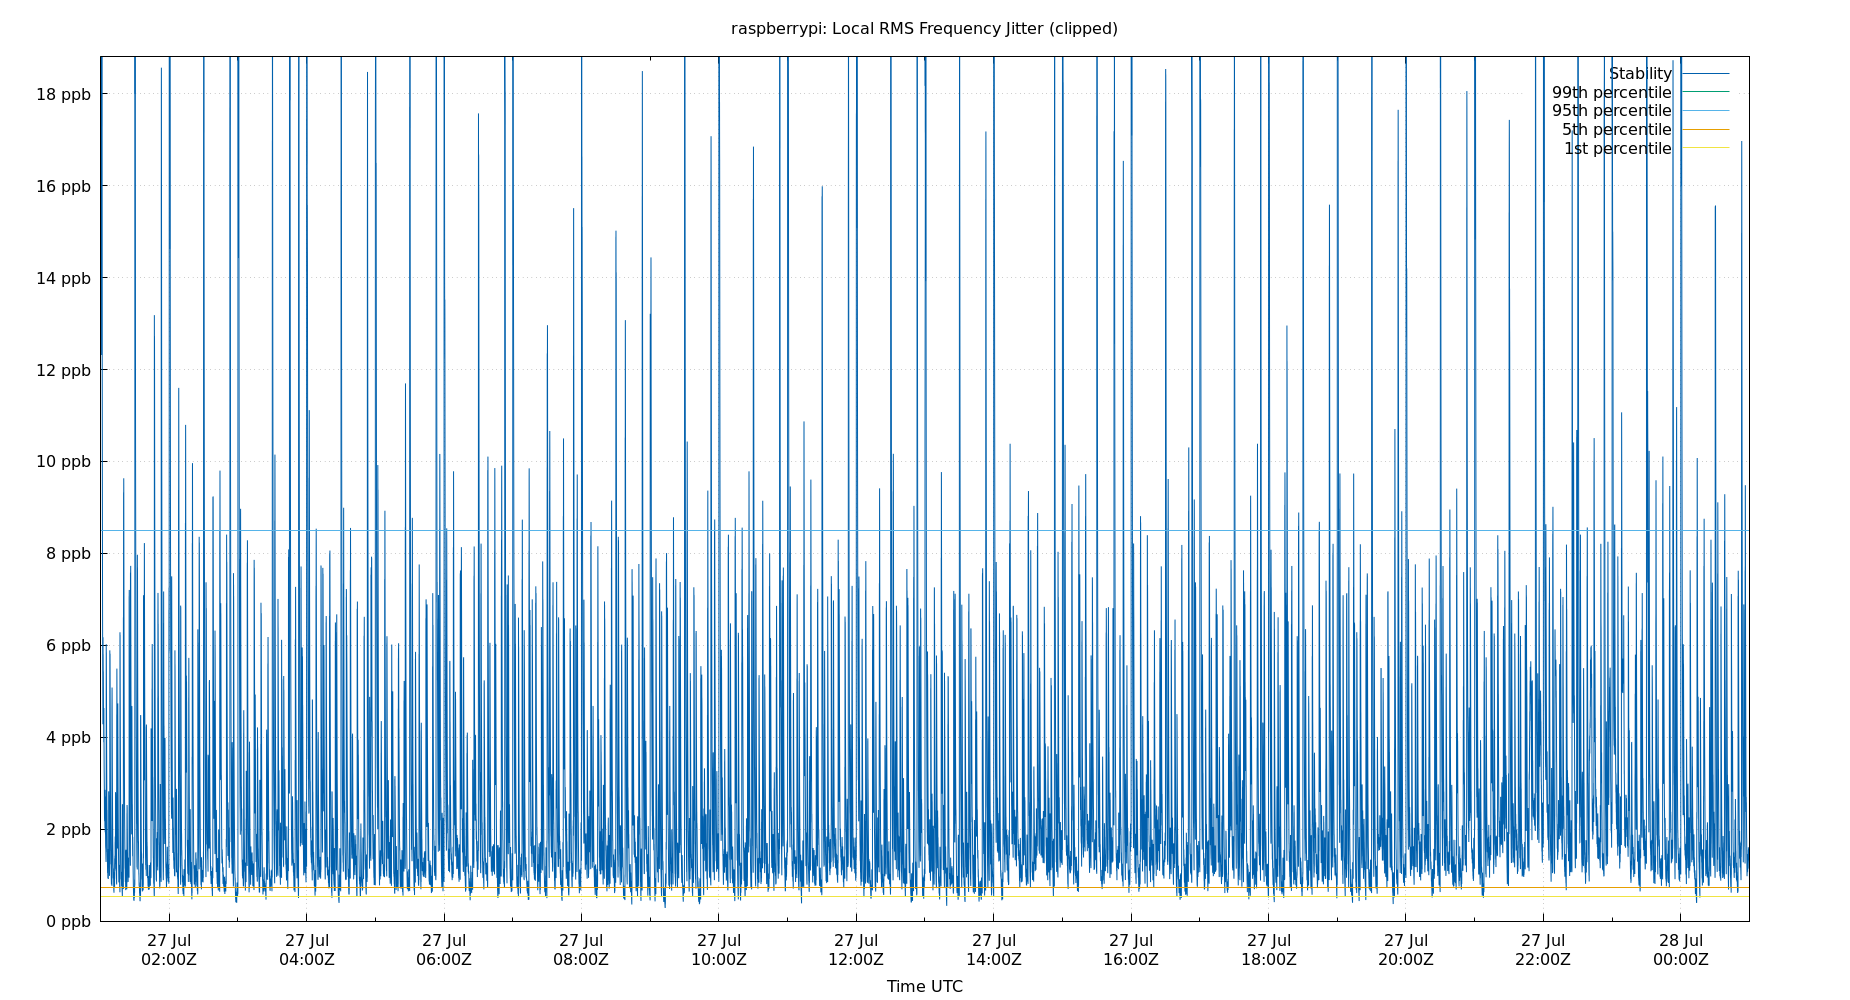 raspberrypi: Local RMS Frequency Jitter (clipped)
Stability
99th percentile
95th percentile
5th percentile
1st percentile
18 ppb
16 ppb
14 ppb
12 ppb
10 ppb
8 ppb
6 ppb
4 ppb
2 ppb
0 ppb
27 Jul 27 Jul 27 Jul 27 Jul 27 Jul 27 Jul 27 Jul 27 Jul 27 Jul 27 Jul 27 Jul 28 Jul
02:00Z 04:00Z 06:00Z 08:00Z 10:00Z 12:00Z 14:00Z 16:00Z 18:00Z 20:00Z 22:00Z 00:00Z
Time UTC